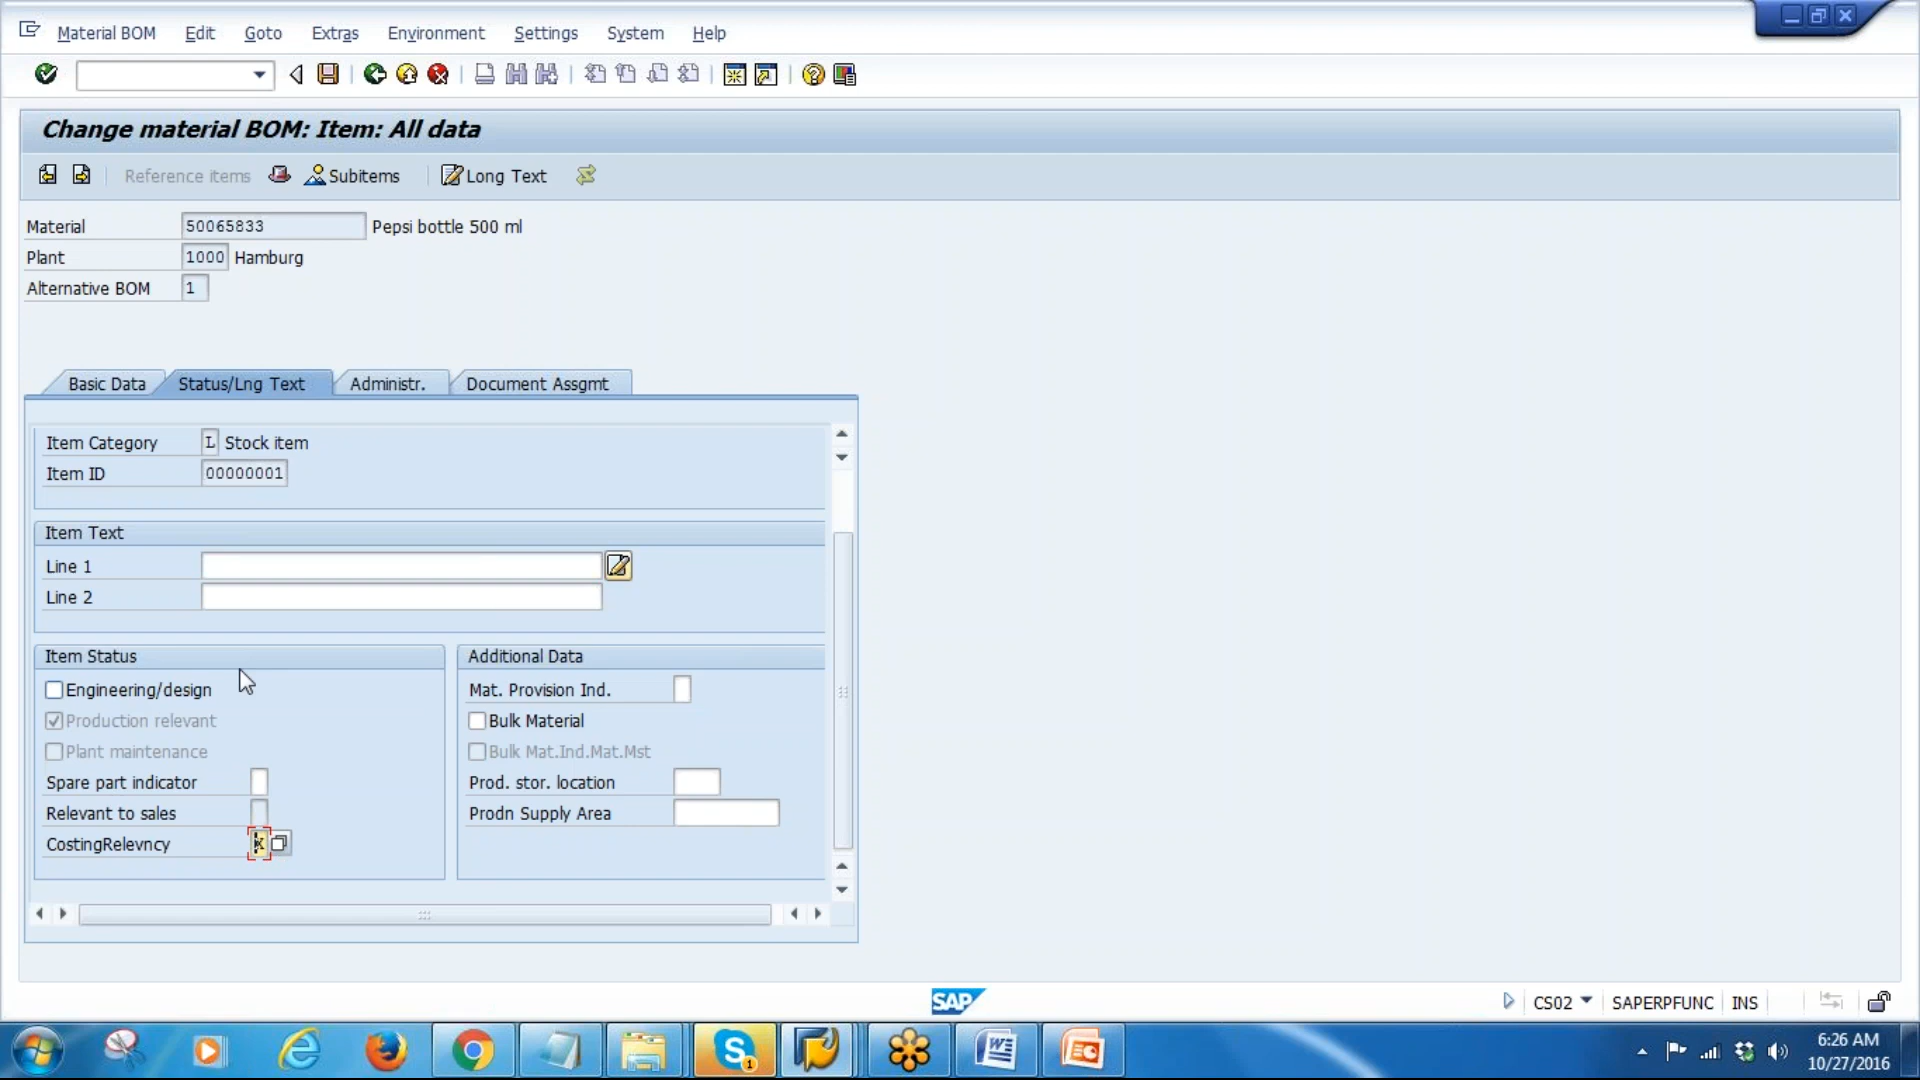 Material BOM Edit Goto Extras Environment Settings System Help
Change material BOM: Item: All data
Reference items Subitems Long Text
Material 50065833 Pepsi bottle 500 ml
Plant 1000 Hamburg
Alternative BOM 1
Basic Data Status/Lng Text Administr. Document Assgmt
Item Category L Stock item
Item ID 00000001
Item Text
Line 1
Line 2
Item Status Additional Data
Engineering/design Mat. Provision Ind.
Production relevant Bulk Material
Plant maintenance Bulk Mat.Ind.Mat.Mst
Spare part indicator Prod. stor. location
Relevant to sales Prodn Supply Area
CostingRelevncy
SAP CS02 SAPERPFUNC INS
6:26 AM
10/27/2016